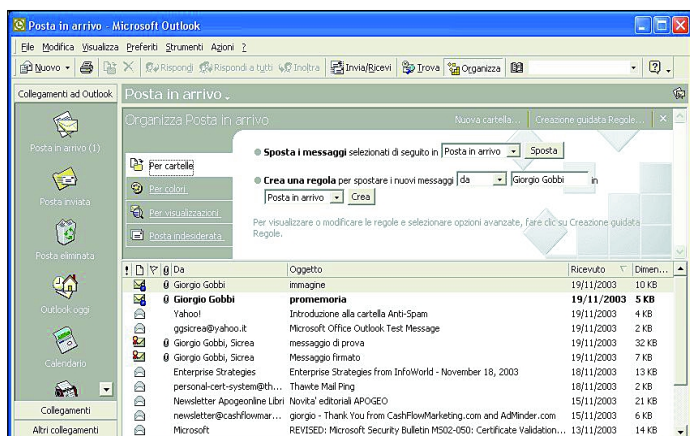 Posta in arrivo - Microsoft Outlook
File Modifica Visualizza Preferiti Strumenti Azioni ?
Nuovo Rispondi Rispondi a tutti Inoltra Invia/Ricevi Trova Organizza
Collegamenti ad Outlook
Posta in arrivo (1)
Posta inviata
Posta eliminata
Outlook oggi
Calendario
Collegamenti
Altri collegamenti
Posta in arrivo
Organizza Posta in arrivo Nuova cartella... Creazione guidata Regole...
Per cartelle
Per colori
Per visualizzazioni
Posta indesiderata
Sposta i messaggi selezionati di seguito in Posta in arrivo Sposta
Crea una regola per spostare i nuovi messaggi da Giorgio Gobbi in
Posta in arrivo Crea
Per visualizzare o modificare le regole e selezionare opzioni avanzate, fare clic su Creazione guidata
Regole.
! Da Oggetto Ricevuto Dimen...
Giorgio Gobbi immagine 19/11/2003 10 KB
Giorgio Gobbi promemoria 19/11/2003 5 KB
Yahoo! Introduzione alla cartella Anti-Spam 19/11/2003 4 KB
ggsicrea@yahoo.it Microsoft Office Outlook Test Message 19/11/2003 2 KB
Giorgio Gobbi, Sicrea messaggio di prova 19/11/2003 32 KB
Giorgio Gobbi, Sicrea Messaggio firmato 19/11/2003 7 KB
Enterprise Strategies Enterprise Strategies from InfoWorld - November 18, 2003 18/11/2003 13 KB
personal-cert-system@th... Thawte Mail Ping 18/11/2003 2 KB
Newsletter Apogeonline Libri Novita' editoriali APOGEO 15/11/2003 21 KB
newsletter@cashflowmar... giorgio - Thank You from CashFlowMarketing.com and AdMinder.com 15/11/2003 6 KB
Microsoft REVISED: Microsoft Security Bulletin MS02-050: Certificate Validation... 13/11/2003 14 KB